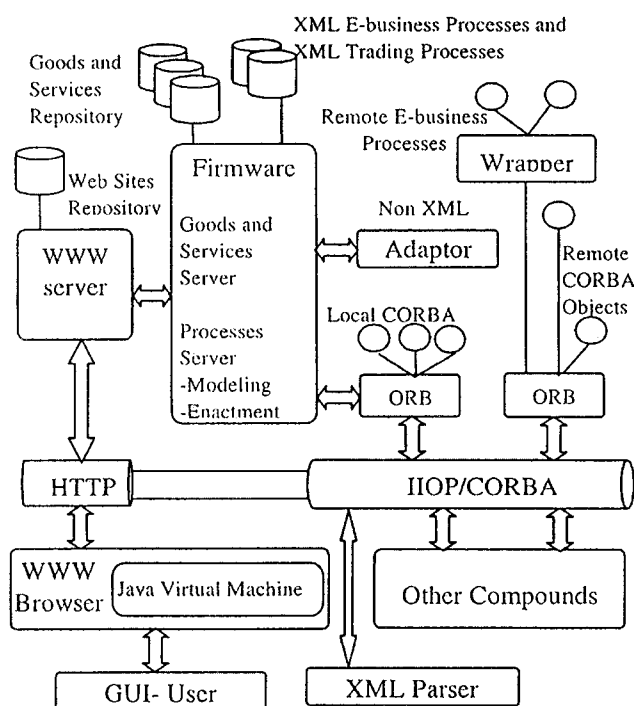 XML E-business Processes and
XML Trading Processes
Goods and
Services
Repository
Remote E-business
Processes
Wrapper
Firmware
Web Sites
Repository
Non XML
Adaptor
Goods and
Services
Server
WWW
server
Remote
CORBA
Objects
Local CORBA
Processes
Server
-Modeling
-Enactment
ORB
ORB
HTTP
IIOP/CORBA
WWW
Browser
Java Virtual Machine
Other Compounds
GUI- User
XML Parser